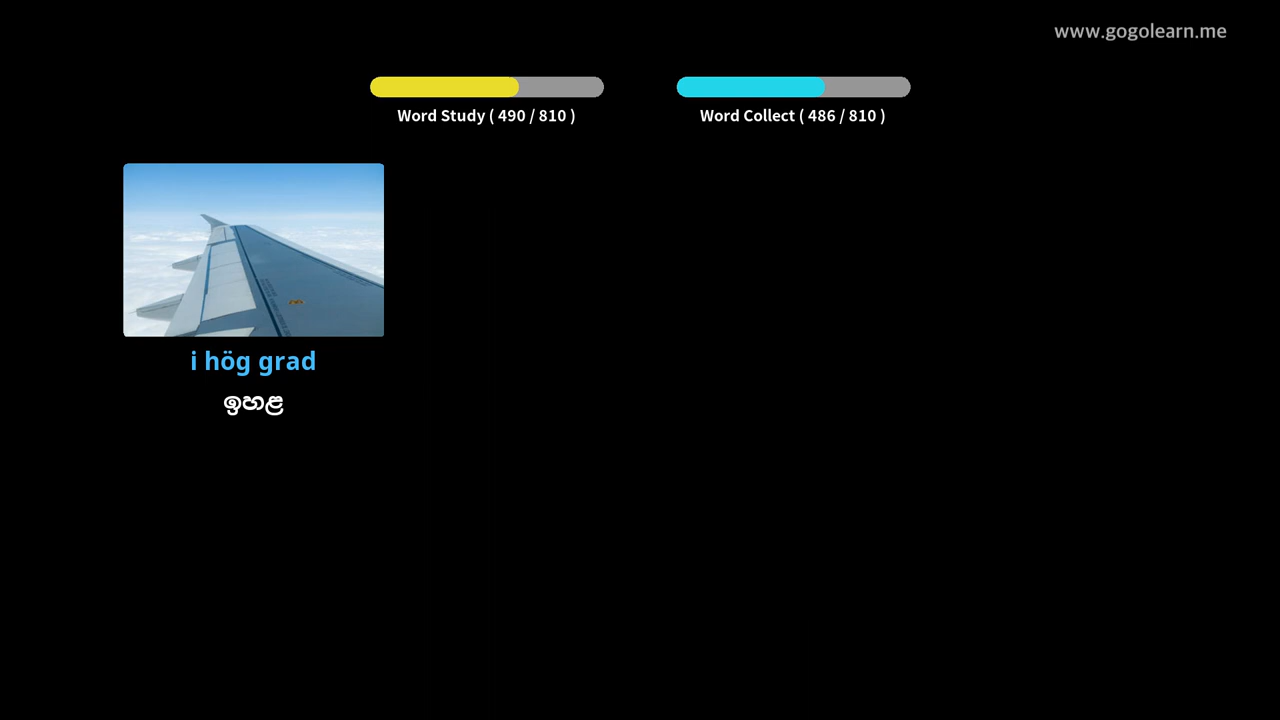 www.gogolearn.me
Word Study ( 490 / 810 )
Word Collect ( 486 / 810 )
i hög grad
ඉහළ